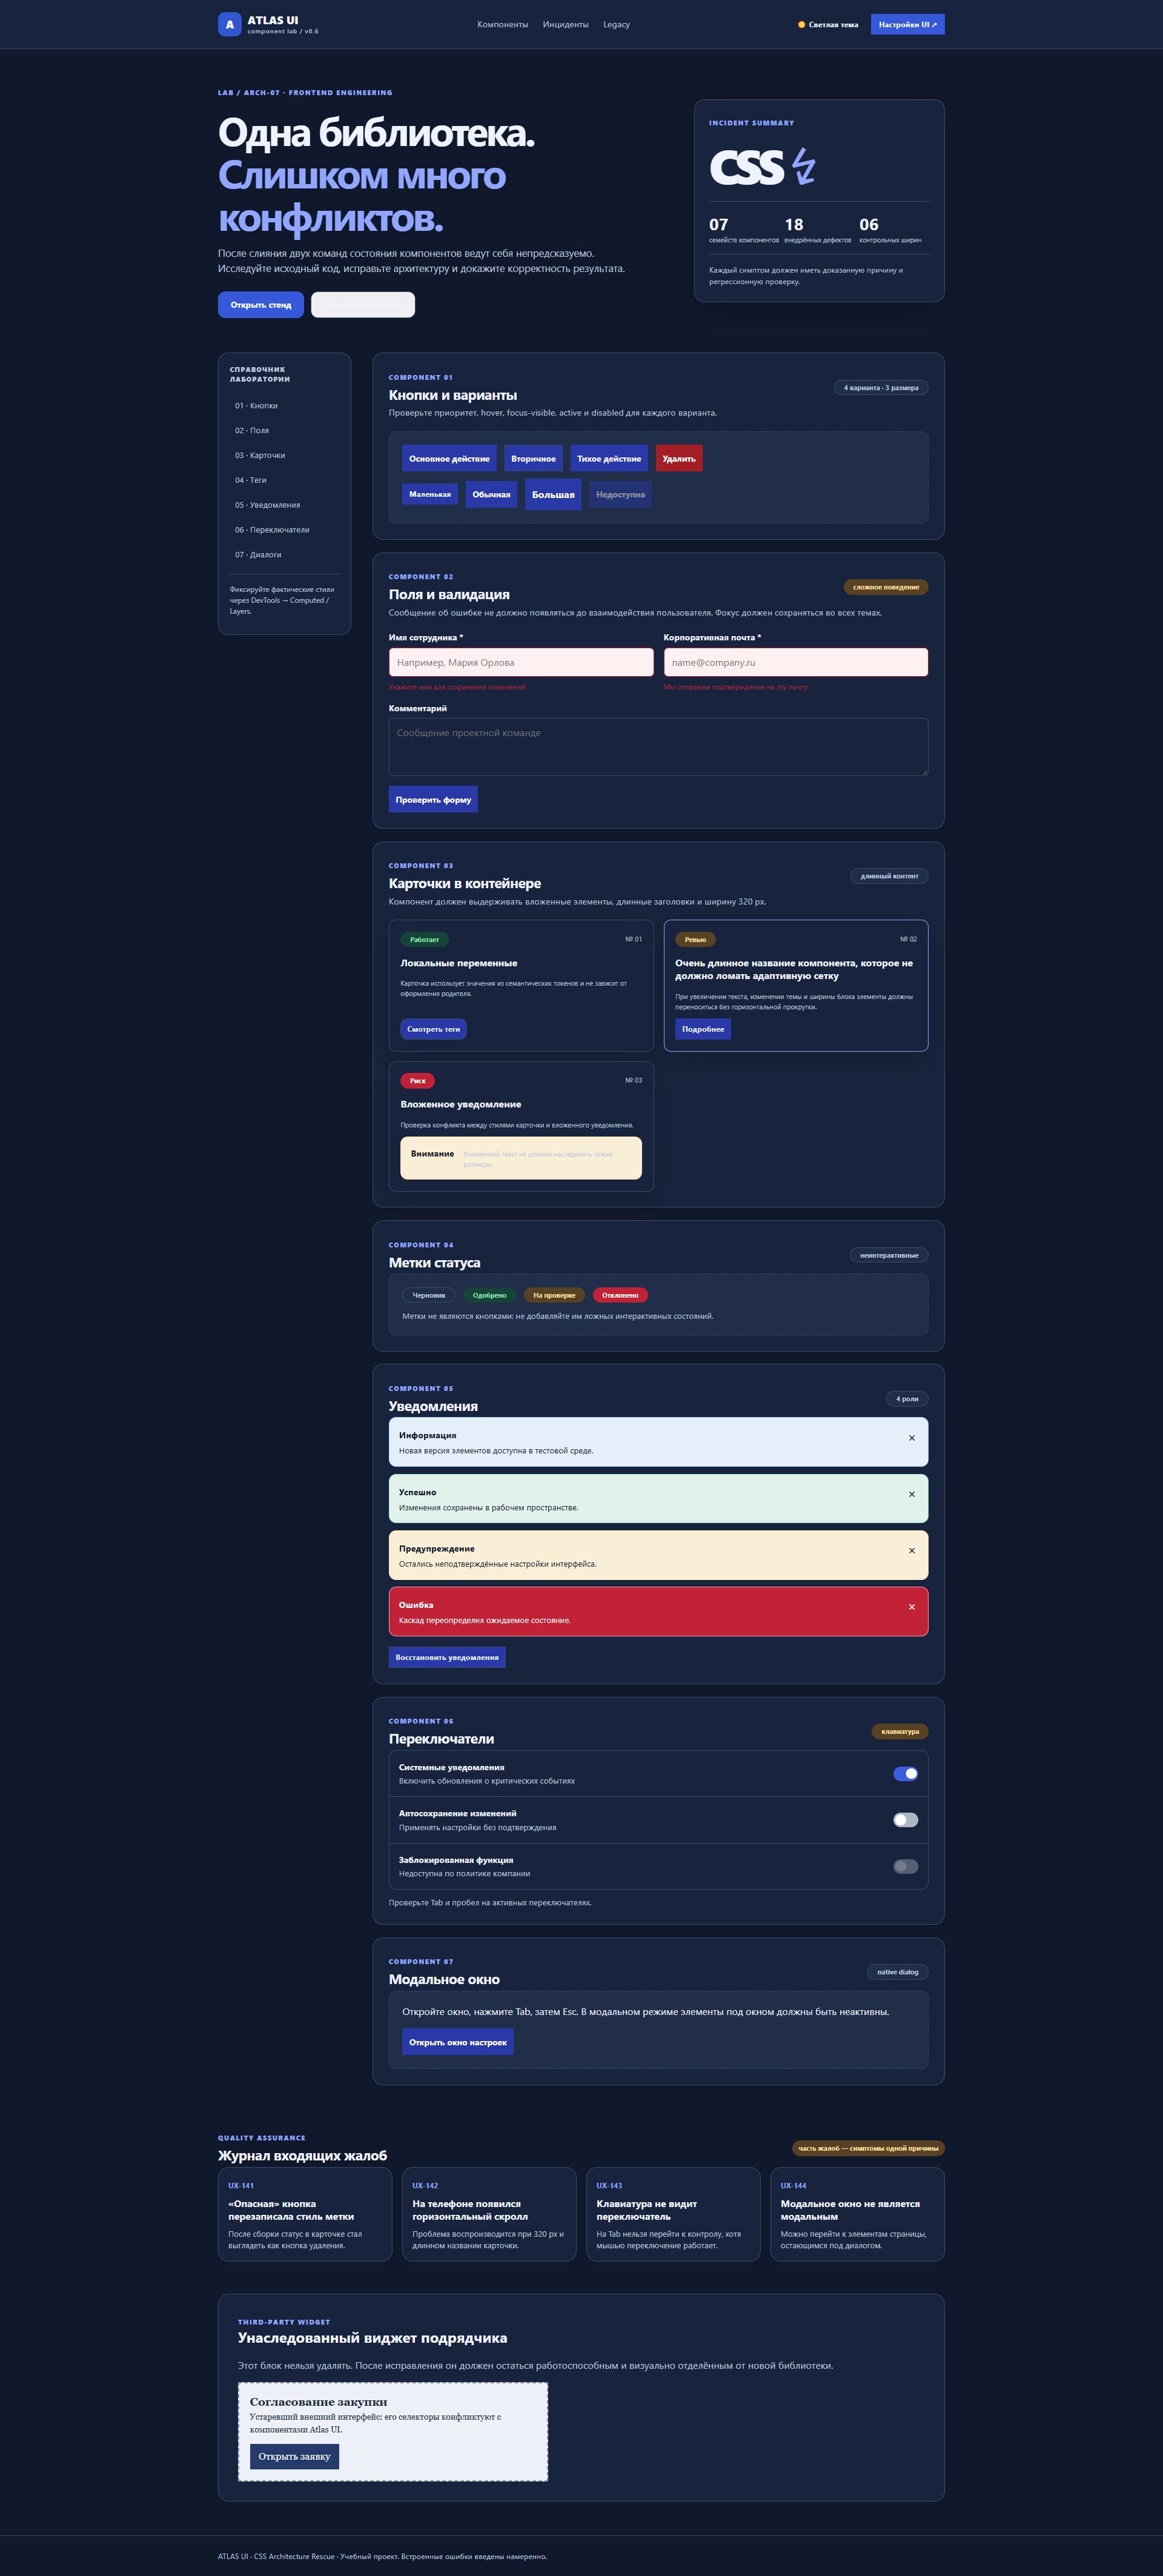 A
ATLAS UI
component lab / v0.6
Компоненты
Инциденты
Legacy
Светлая тема
Настройки UI ↗
LAB / ARCH-07 · FRONTEND ENGINEERING
Одна библиотека.
Слишком много
конфликтов.
После слияния двух команд состояния компонентов ведут себя непредсказуемо.
Исследуйте исходный код, исправьте архитектуру и докажите корректность результата.
Открыть стенд
INCIDENT SUMMARY
CSS
07
семейств компонентов
18
внедрённых дефектов
06
контрольных ширин
Каждый симптом должен иметь доказанную причину и
регрессионную проверку.
СПРАВОЧНИК
ЛАБОРАТОРИИ
01 · Кнопки
02 · Поля
03 · Карточки
04 · Теги
05 · Уведомления
06 · Переключатели
07 · Диалоги
Фиксируйте фактические стили
через DevTools → Computed /
Layers.
COMPONENT 01
Кнопки и варианты
4 варианта · 3 размера
Проверьте приоритет, hover, focus-visible, active и disabled для каждого варианта.
Основное действие
Вторичное
Тихое действие
Удалить
Маленькая
Обычная
Большая
Недоступна
COMPONENT 02
Поля и валидация
сложное поведение
Сообщение об ошибке не должно появляться до взаимодействия пользователя. Фокус должен сохраняться во всех темах.
Имя сотрудника *
Корпоративная почта *
Например, Мария Орлова
name@company.ru
Укажите имя для сохранения изменений
Мы отправим подтверждение на эту почту
Комментарий
Сообщение проектной команде
Проверить форму
COMPONENT 03
Карточки в контейнере
длинный контент
Компонент должен выдерживать вложенные элементы, длинные заголовки и ширину 320 px.
Работает
№ 01
Локальные переменные
Карточка использует значения из семантических токенов и не зависит от
оформления родителя.
Смотреть теги
Ревью
№ 02
Очень длинное название компонента, которое не
должно ломать адаптивную сетку
При увеличении текста, изменении темы и ширины блока элементы должны
переноситься без горизонтальной прокрутки.
Подробнее
Риск
№ 03
Вложенное уведомление
Проверка конфликта между стилями карточки и вложенного уведомления.
Внимание
Вложенный текст не должен наследовать чужие
размеры.
COMPONENT 04
Метки статуса
неинтерактивные
Черновик
Одобрено
На проверке
Отклонено
Метки не являются кнопками: не добавляйте им ложных интерактивных состояний.
COMPONENT 05
Уведомления
4 роли
Информация
Новая версия элементов доступна в тестовой среде.
×
Успешно
Изменения сохранены в рабочем пространстве.
×
Предупреждение
Остались неподтверждённые настройки интерфейса.
×
Ошибка
Каскад переопределил ожидаемое состояние.
×
Восстановить уведомления
COMPONENT 06
Переключатели
клавиатура
Системные уведомления
Включить обновления о критических событиях
Автосохранение изменений
Применять настройки без подтверждения
Заблокированная функция
Недоступна по политике компании
Проверьте Tab и пробел на активных переключателях.
COMPONENT 07
Модальное окно
native dialog
Откройте окно, нажмите Tab, затем Esc. В модальном режиме элементы под окном должны быть неактивны.
Открыть окно настроек
QUALITY ASSURANCE
Журнал входящих жалоб
часть жалоб — симптомы одной причины
UX-141
«Опасная» кнопка
перезаписала стиль метки
После сборки статус в карточке стал
выглядеть как кнопка удаления.
UX-142
На телефоне появился
горизонтальный скролл
Проблема воспроизводится при 320 px и
длинном названии карточки.
UX-143
Клавиатура не видит
переключатель
На Tab нельзя перейти к контролу, хотя
мышью переключение работает.
UX-144
Модальное окно не является
модальным
Можно перейти к элементам страницы,
остающимся под диалогом.
THIRD-PARTY WIDGET
Унаследованный виджет подрядчика
Этот блок нельзя удалять. После исправления он должен остаться работоспособным и визуально отделённым от новой библиотеки.
Согласование закупки
Устаревший внешний интерфейс: его селекторы конфликтуют с
компонентами Atlas UI.
Открыть заявку
ATLAS UI · CSS Architecture Rescue · Учебный проект. Встроенные ошибки введены намеренно.